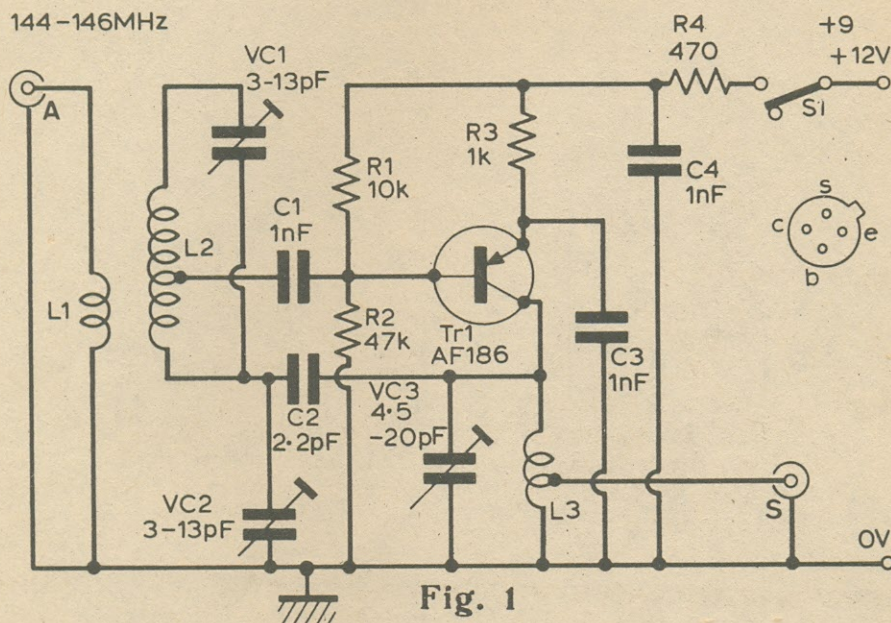 144-146MHz
A
L1
L2
VC1
3-13pF
C1
1nF
R1
10k
R2
47k
Tr1
AF186
C2
2·2pF
VC2
3-13pF
VC3
4·5
-20pF
R3
1k
C3
1nF
C4
1nF
R4
470
S1
+9
+12V
s
c
e
b
L3
S
0V
Fig. 1